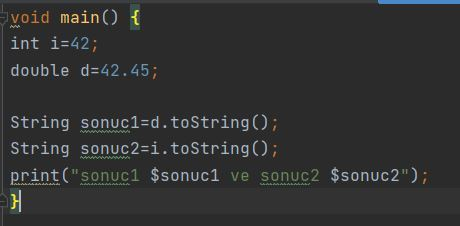 void main() {
int i=42;
double d=42.45;
String sonuc1=d.toString();
String sonuc2=i.toString();
print("sonuc1 $sonuc1 ve sonuc2 $sonuc2");
}